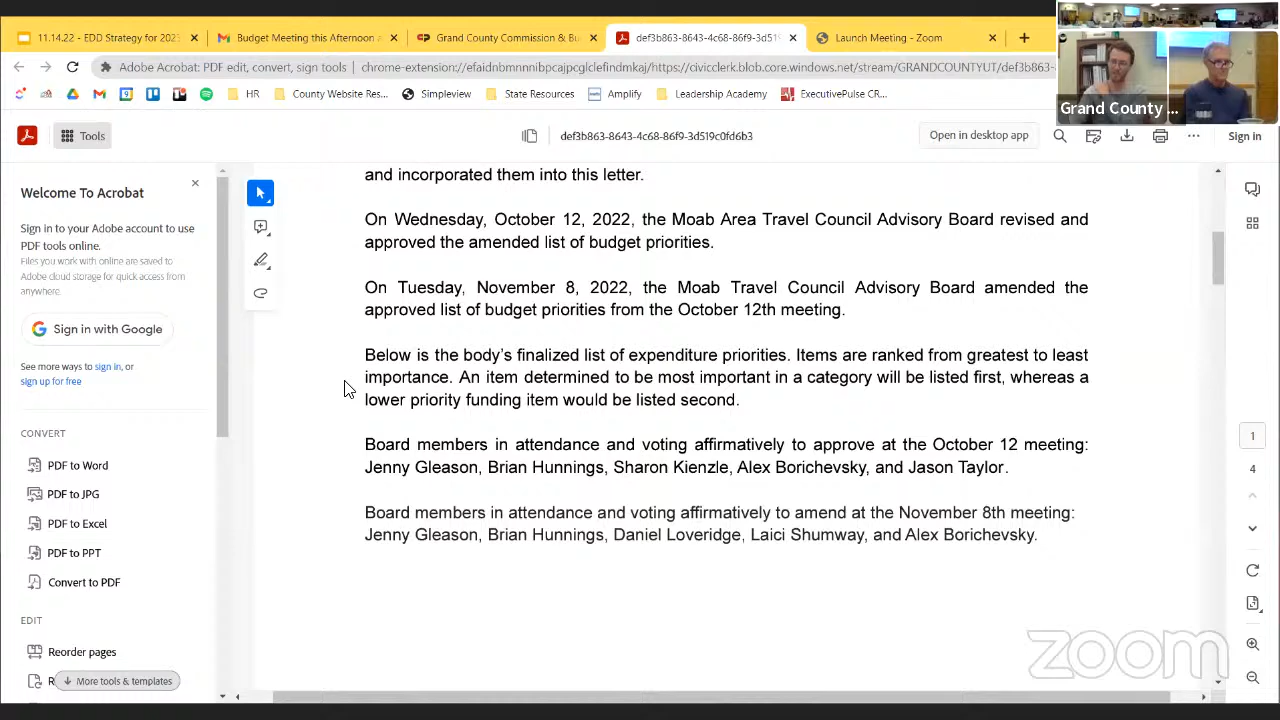 11.14.22 - EDD Strategy for 2023
Budget Meeting this Afternoon a
Grand County Commission & Bu
def3b863-8643-4c68-86f9-3d51
Launch Meeting - Zoom
Adobe Acrobat: PDF edit, convert, sign tools
HR
County Website Res...
Simpleview
State Resources
Amplify
Leadership Academy
ExecutivePulse CR...
Grand County ...
Tools
def3b863-8643-4c68-86f9-3d519c0fd6b3
Open in desktop app
Sign in
Welcome To Acrobat
Sign in to your Adobe account to use
PDF tools online.
Files you work with online are saved to
Adobe cloud storage for quick access from
anywhere.
Sign in with Google
See more ways to sign in, or
sign up for free
CONVERT
PDF to Word
PDF to JPG
PDF to Excel
PDF to PPT
Convert to PDF
EDIT
Reorder pages
More tools & templates
and incorporated them into this letter.
On Wednesday, October 12, 2022, the Moab Area Travel Council Advisory Board revised and
approved the amended list of budget priorities.
On Tuesday, November 8, 2022, the Moab Travel Council Advisory Board amended the
approved list of budget priorities from the October 12th meeting.
Below is the body's finalized list of expenditure priorities. Items are ranked from greatest to least
importance. An item determined to be most important in a category will be listed first, whereas a
lower priority funding item would be listed second.
Board members in attendance and voting affirmatively to approve at the October 12 meeting:
Jenny Gleason, Brian Hunnings, Sharon Kienzle, Alex Borichevsky, and Jason Taylor.
Board members in attendance and voting affirmatively to amend at the November 8th meeting:
Jenny Gleason, Brian Hunnings, Daniel Loveridge, Laici Shumway, and Alex Borichevsky.
1
4
zoom